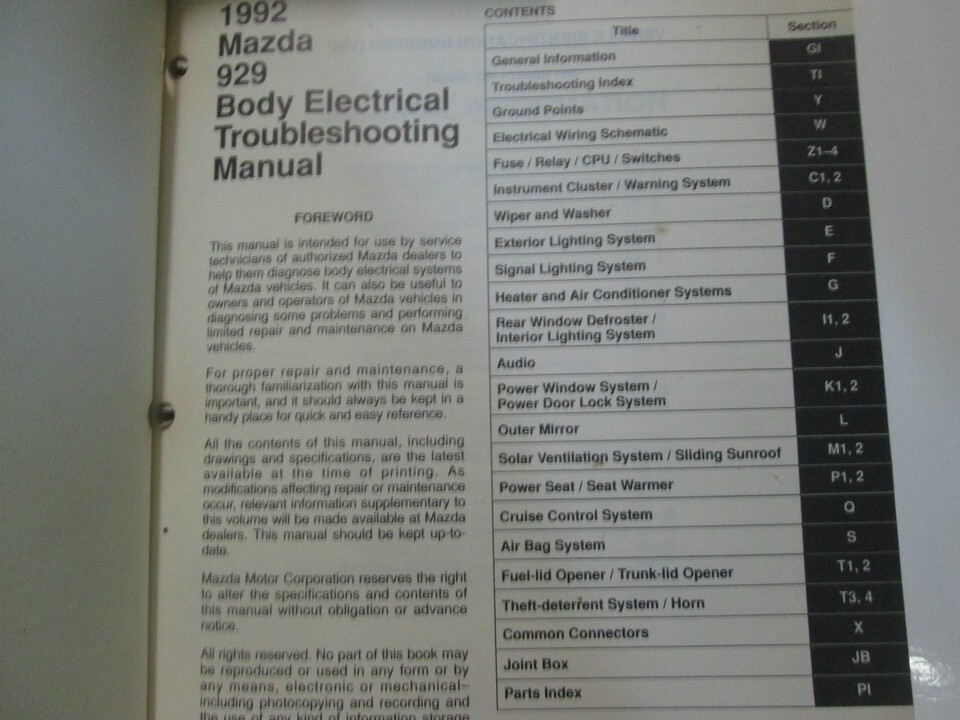 1992
Mazda
929
Body Electrical
Troubleshooting
Manual
FOREWORD
This manual is intended for use by service
technicians of authorized Mazda dealers to
help them diagnose body electrical systems
of Mazda vehicles. It can also be useful to
owners and operators of Mazda vehicles in
diagnosing some problems and performing
limited repair and maintenance on Mazda
vehicles.
For proper repair and maintenance, a
thorough familiarization with this manual is
important, and it should always be kept in a
handy place for quick and easy reference.
All the contents of this manual, including
drawings and specifications, are the latest
available at the time of printing. As
modifications affecting repair or maintenance
occur, relevant information supplementary to
this volume will be made available at Mazda
dealers. This manual should be kept up-to-
date.
Mazda Motor Corporation reserves the right
to alter the specifications and contents of
this manual without obligation or advance
notice.
All rights reserved. No part of this book may
be reproduced or used in any form or by
any means, electronic or mechanical—
including photocopying and recording and
the use of any kind of information storage
CONTENTS
Title Section
General Information GI
Troubleshooting Index TI
Ground Points Y
Electrical Wiring Schematic W
Fuse / Relay / CPU / Switches Z1–4
Instrument Cluster / Warning System C1, 2
Wiper and Washer D
Exterior Lighting System E
Signal Lighting System F
Heater and Air Conditioner Systems G
Rear Window Defroster /
Interior Lighting System I1, 2
Audio J
Power Window System /
Power Door Lock System K1, 2
Outer Mirror L
Solar Ventilation System / Sliding Sunroof M1, 2
Power Seat / Seat Warmer P1, 2
Cruise Control System Q
Air Bag System S
Fuel-lid Opener / Trunk-lid Opener T1, 2
Theft-deterrent System / Horn T3, 4
Common Connectors X
Joint Box JB
Parts Index PI